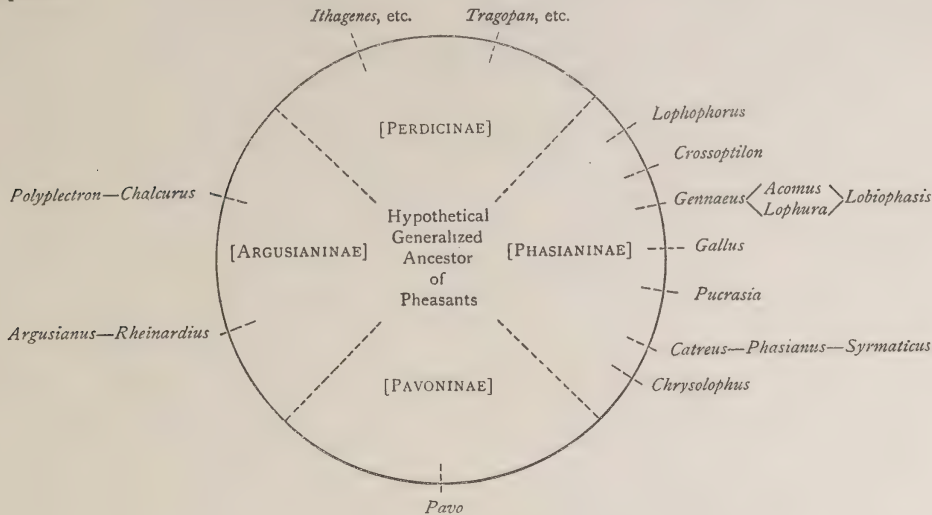 Ithagenes, etc.
Tragopan, etc.
[PERDICINAE]
Lophophorus
Crossoptilon
Gennaeus
Acomus
Lophura
Lobiophasis
Polyplectron—Chalcurus
Hypothetical
Generalized
Ancestor
of
Pheasants
[ARGUSIANINAE]
[PHASIANINAE]
Gallus
Pucrasia
Argusianus—Rheinardius
Catreus—Phasianus—Syrmaticus
[PAVONINAE]
Chrysolophus
Pavo